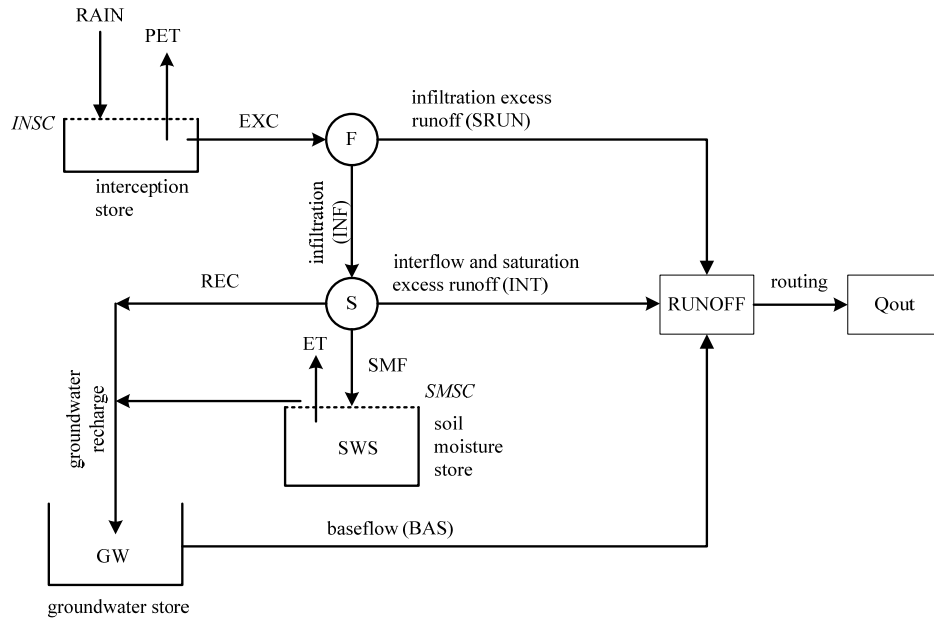 RAIN
PET
INSC
EXC
F
infiltration excess
runoff (SRUN)
interception
store
infiltration
(INF)
REC
S
interflow and saturation
excess runoff (INT)
RUNOFF
routing
Qout
ET
SMF
SMSC
groundwater
recharge
SWS
soil
moisture
store
GW
baseflow (BAS)
groundwater store